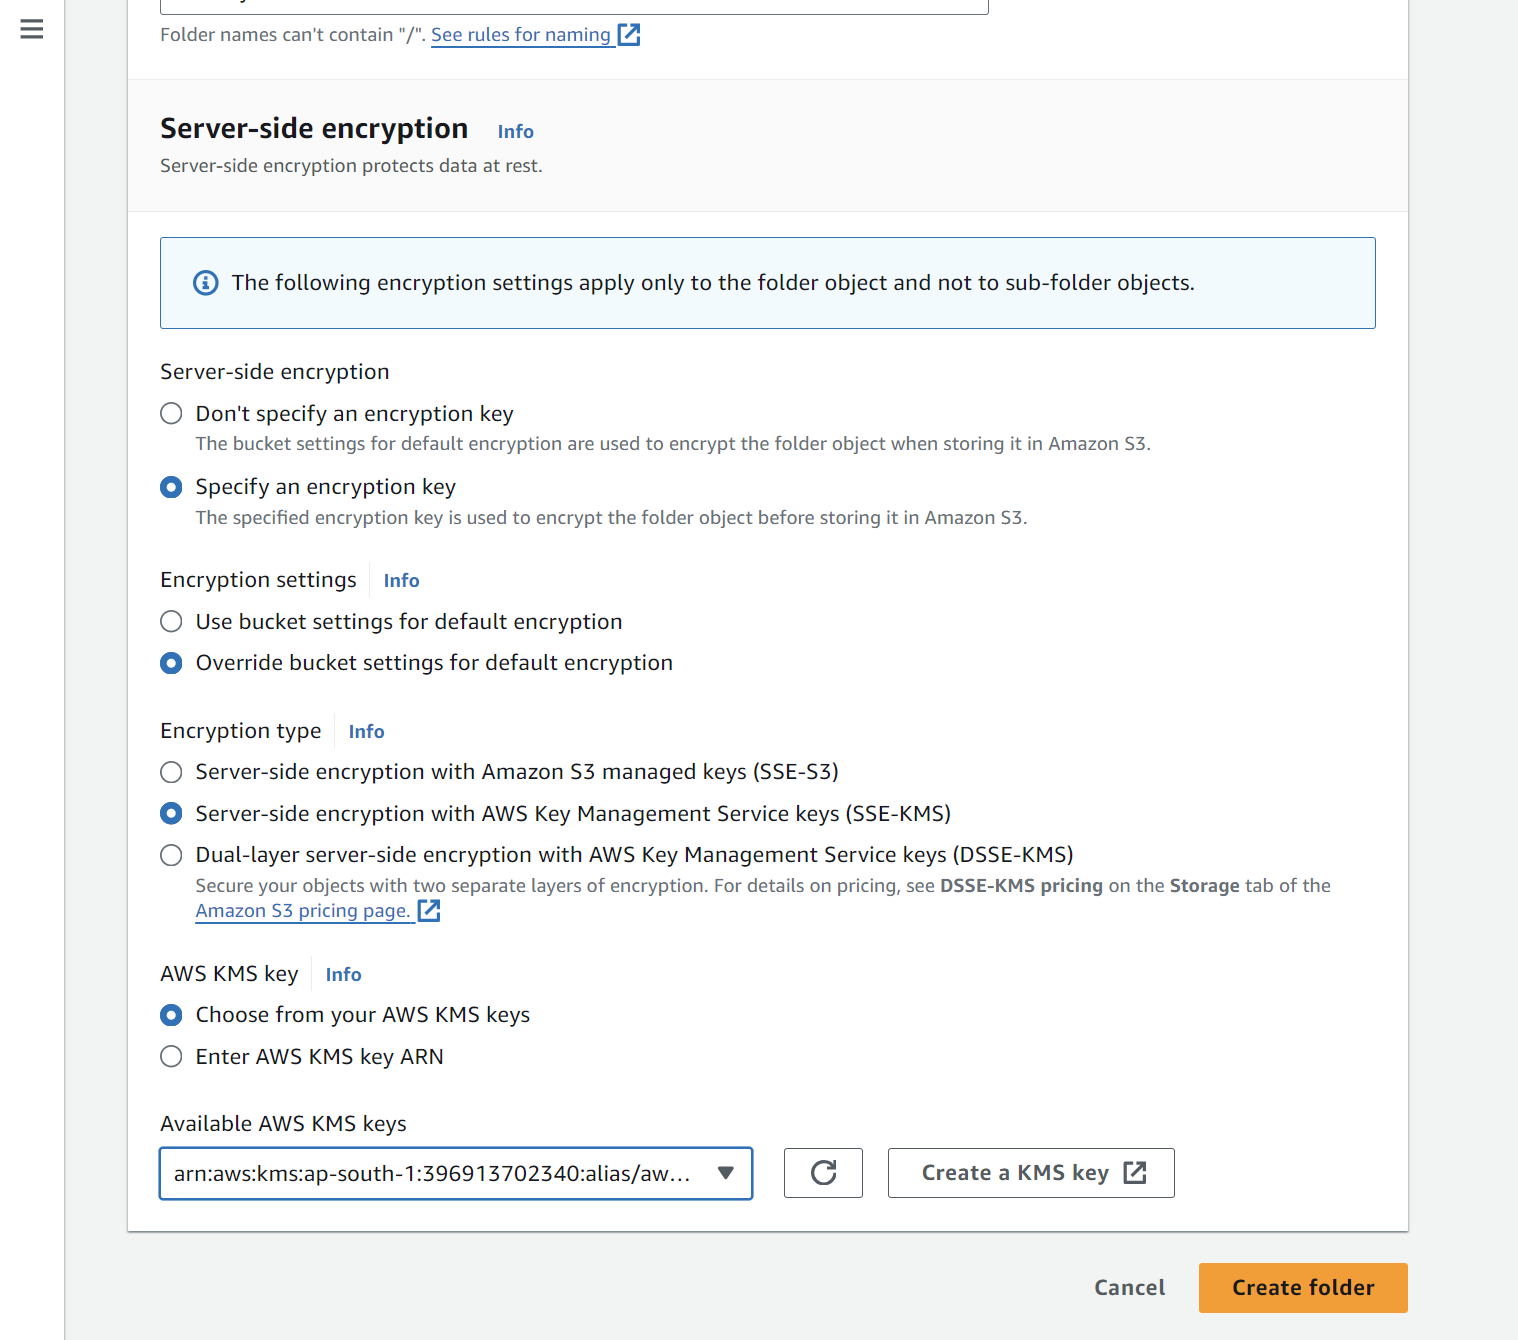 Folder names can't contain "/". See rules for naming
Server-side encryption Info
Server-side encryption protects data at rest.
The following encryption settings apply only to the folder object and not to sub-folder objects.
Server-side encryption
Don't specify an encryption key
The bucket settings for default encryption are used to encrypt the folder object when storing it in Amazon S3.
Specify an encryption key
The specified encryption key is used to encrypt the folder object before storing it in Amazon S3.
Encryption settings Info
Use bucket settings for default encryption
Override bucket settings for default encryption
Encryption type Info
Server-side encryption with Amazon S3 managed keys (SSE-S3)
Server-side encryption with AWS Key Management Service keys (SSE-KMS)
Dual-layer server-side encryption with AWS Key Management Service keys (DSSE-KMS)
Secure your objects with two separate layers of encryption. For details on pricing, see DSSE-KMS pricing on the Storage tab of the
Amazon S3 pricing page.
AWS KMS key Info
Choose from your AWS KMS keys
Enter AWS KMS key ARN
Available AWS KMS keys
arn:aws:kms:ap-south-1:396913702340:alias/aw... Create a KMS key
Cancel Create folder